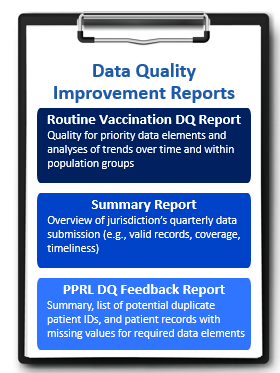 Data Quality
Improvement Reports
Routine Vaccination DQ Report
Quality for priority data elements and
analyses of trends over time and within
population groups
Summary Report
Overview of jurisdiction's quarterly data
submission (e.g., valid records, coverage,
timeliness)
PPRL DQ Feedback Report
Summary, list of potential duplicate
patient IDs, and patient records with
missing values for required data elements